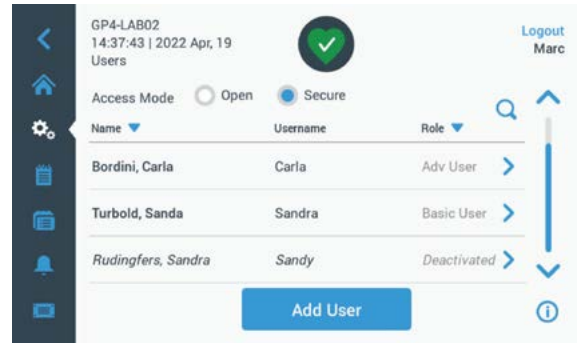 GP4-LAB02
14:37:43 | 2022 Apr, 19
Users
Logout
Marc
Access Mode Open Secure
Name Username Role
Bordini, Carla Carla Adv User
Turbold, Sanda Sandra Basic User
Rudingfers, Sandra Sandy Deactivated
Add User